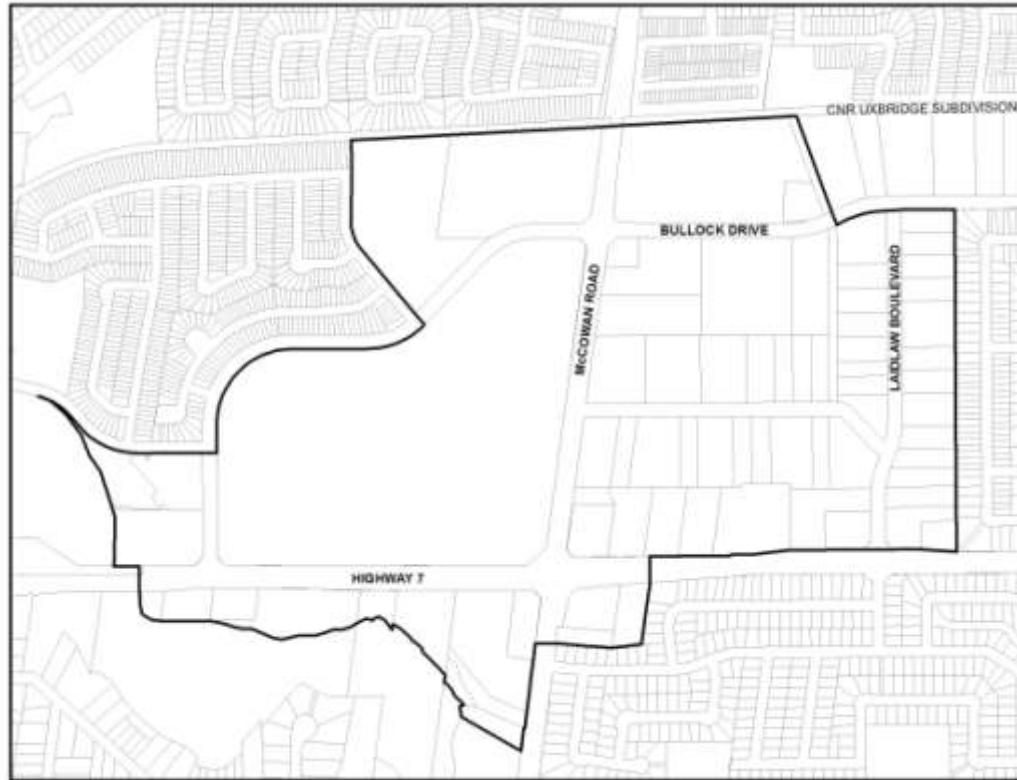 CNR UXBRIDGE SUBDIVISION
BULLOCK DRIVE
McCOWAN ROAD
LAIDLAW BOULEVARD
HIGHWAY 7